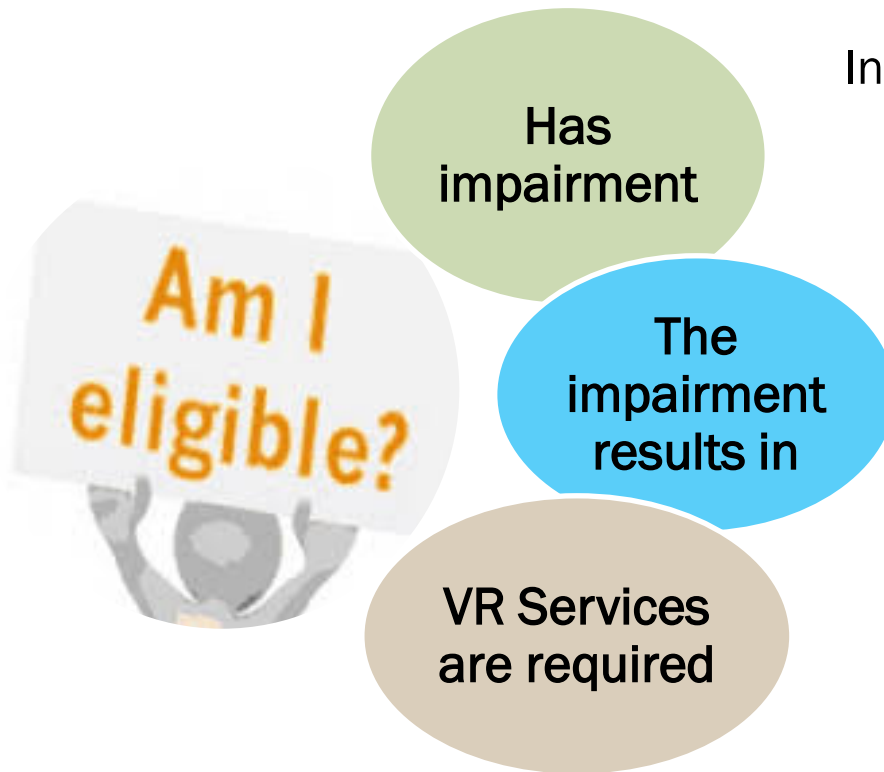 In
Has
impairment
Am I
eligible?
The
impairment
results in
VR Services
are required